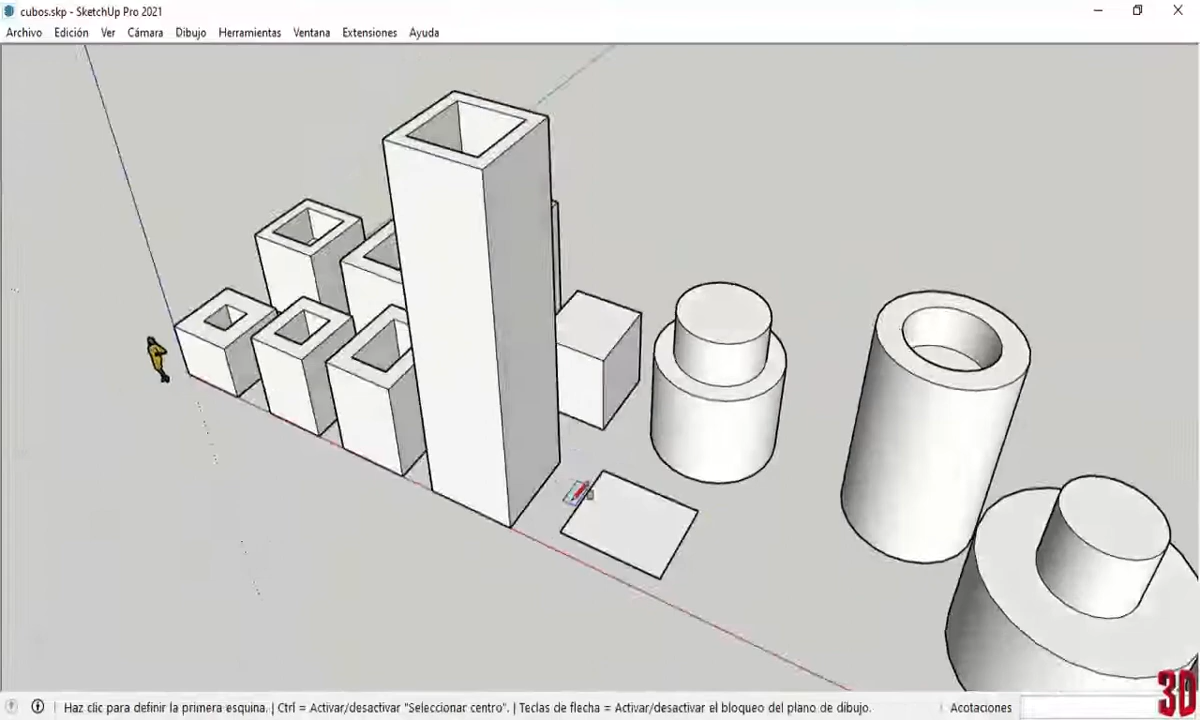 cubos.skp - SketchUp Pro 2021
Archivo Edición Ver Cámara Dibujo Herramientas Ventana Extensiones Ayuda
Haz clic para definir la primera esquina. | Ctrl = Activar/desactivar "Seleccionar centro". | Teclas de flecha = Activar/desactivar el bloqueo del plano de dibujo. Acotaciones
3D